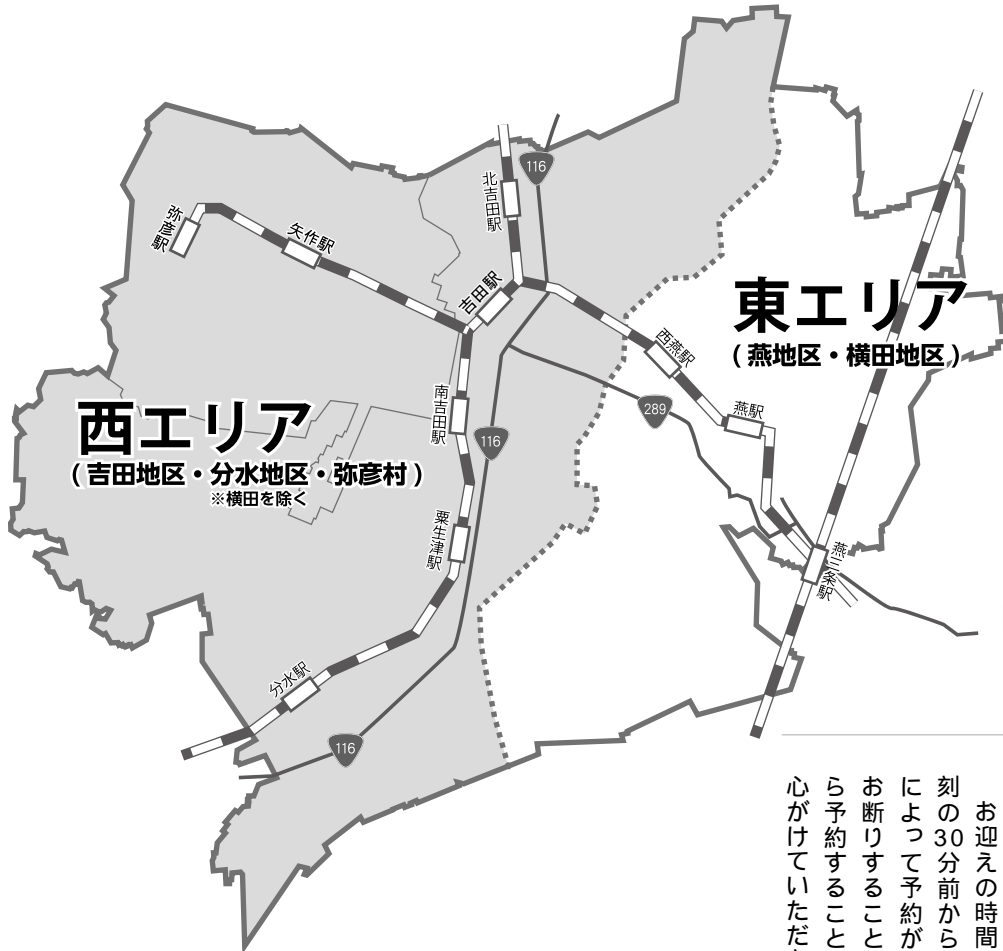 北吉田駅
116
弥彦駅
矢作駅
吉田駅
東エリア
(燕地区・横田地区)
西燕駅
289
燕駅
南吉田駅
116
西エリア
(吉田地区・分水地区・弥彦村)
※横田を除く
粟生津駅
燕三条駅
分水駅
116
お迎えの時間
刻の30分前から
によって予約が
お断りすること
ら予約すること
心がけていただ